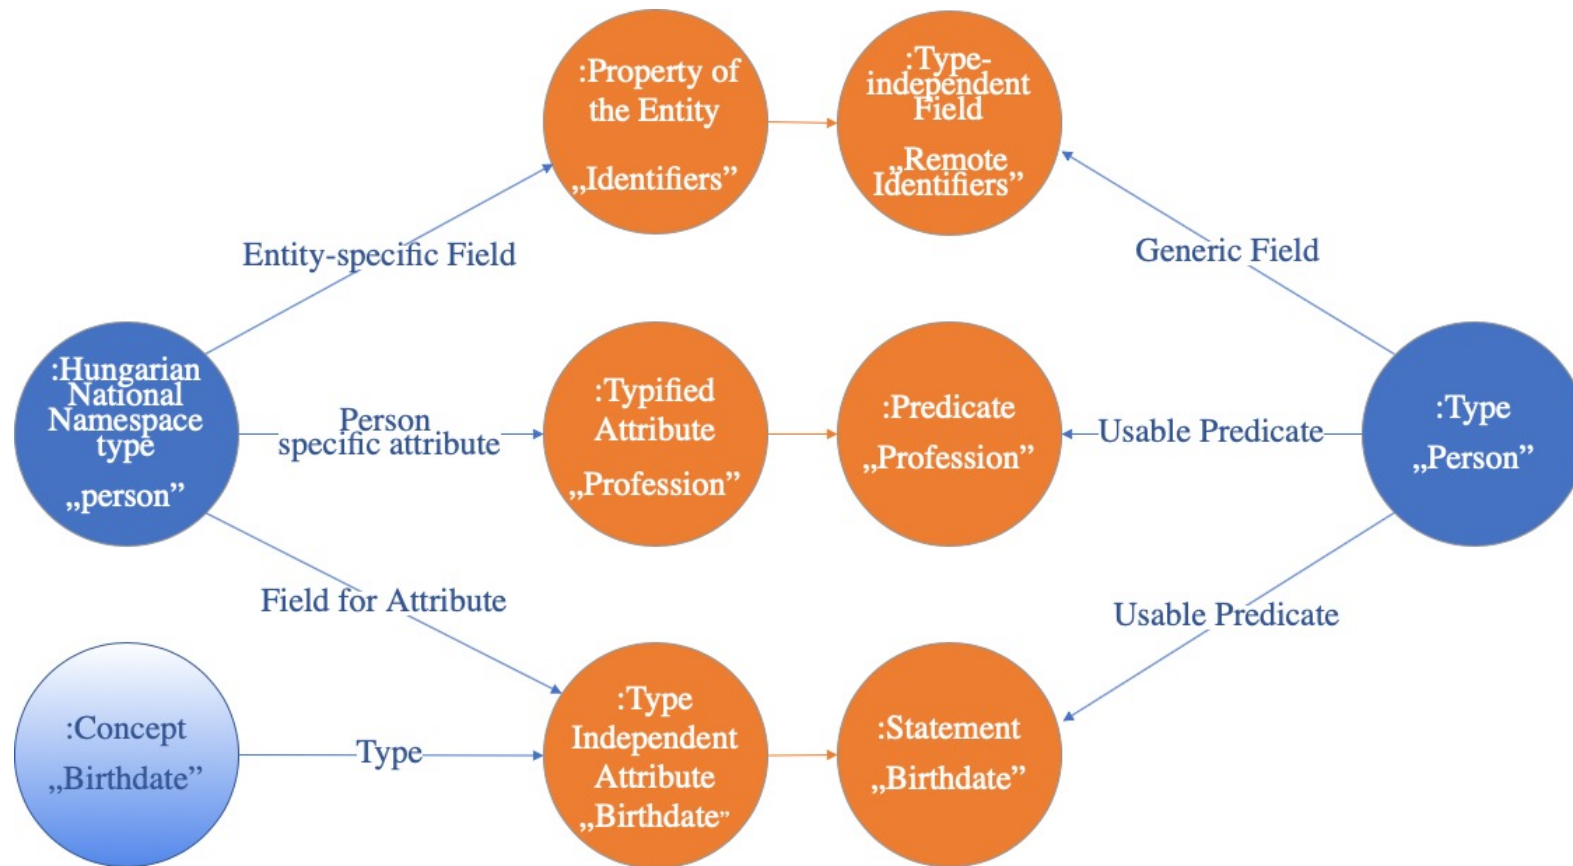 :Property of
the Entity
„Identifiers”
:Type-
independent
Field
„Remote
Identifiers”
Entity-specific Field
Generic Field
:Hungarian
National
Namespace
type
„person”
Person
specific attribute
:Typified
Attribute
„Profession”
:Predicate
„Profession”
Usable Predicate
:Type
„Person”
Field for Attribute
Usable Predicate
:Concept
„Birthdate”
Type
:Type
Independent
Attribute
„Birthdate”
:Statement
„Birthdate”